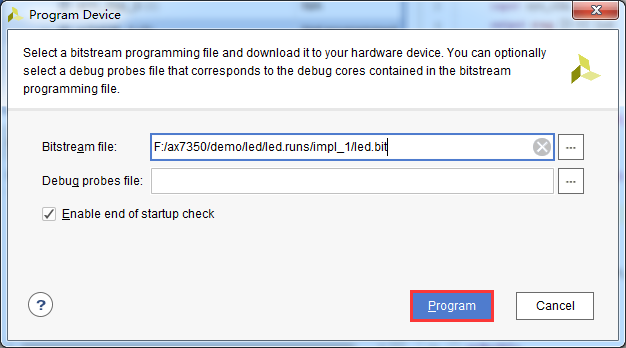 Program Device
Select a bitstream programming file and download it to your hardware device. You can optionally
select a debug probes file that corresponds to the debug cores contained in the bitstream
programming file.
Bitstream file: F:/ax7350/demo/led/led.runs/impl_1/led.bit ...
Debug probes file: ...
Enable end of startup check
? Program Cancel